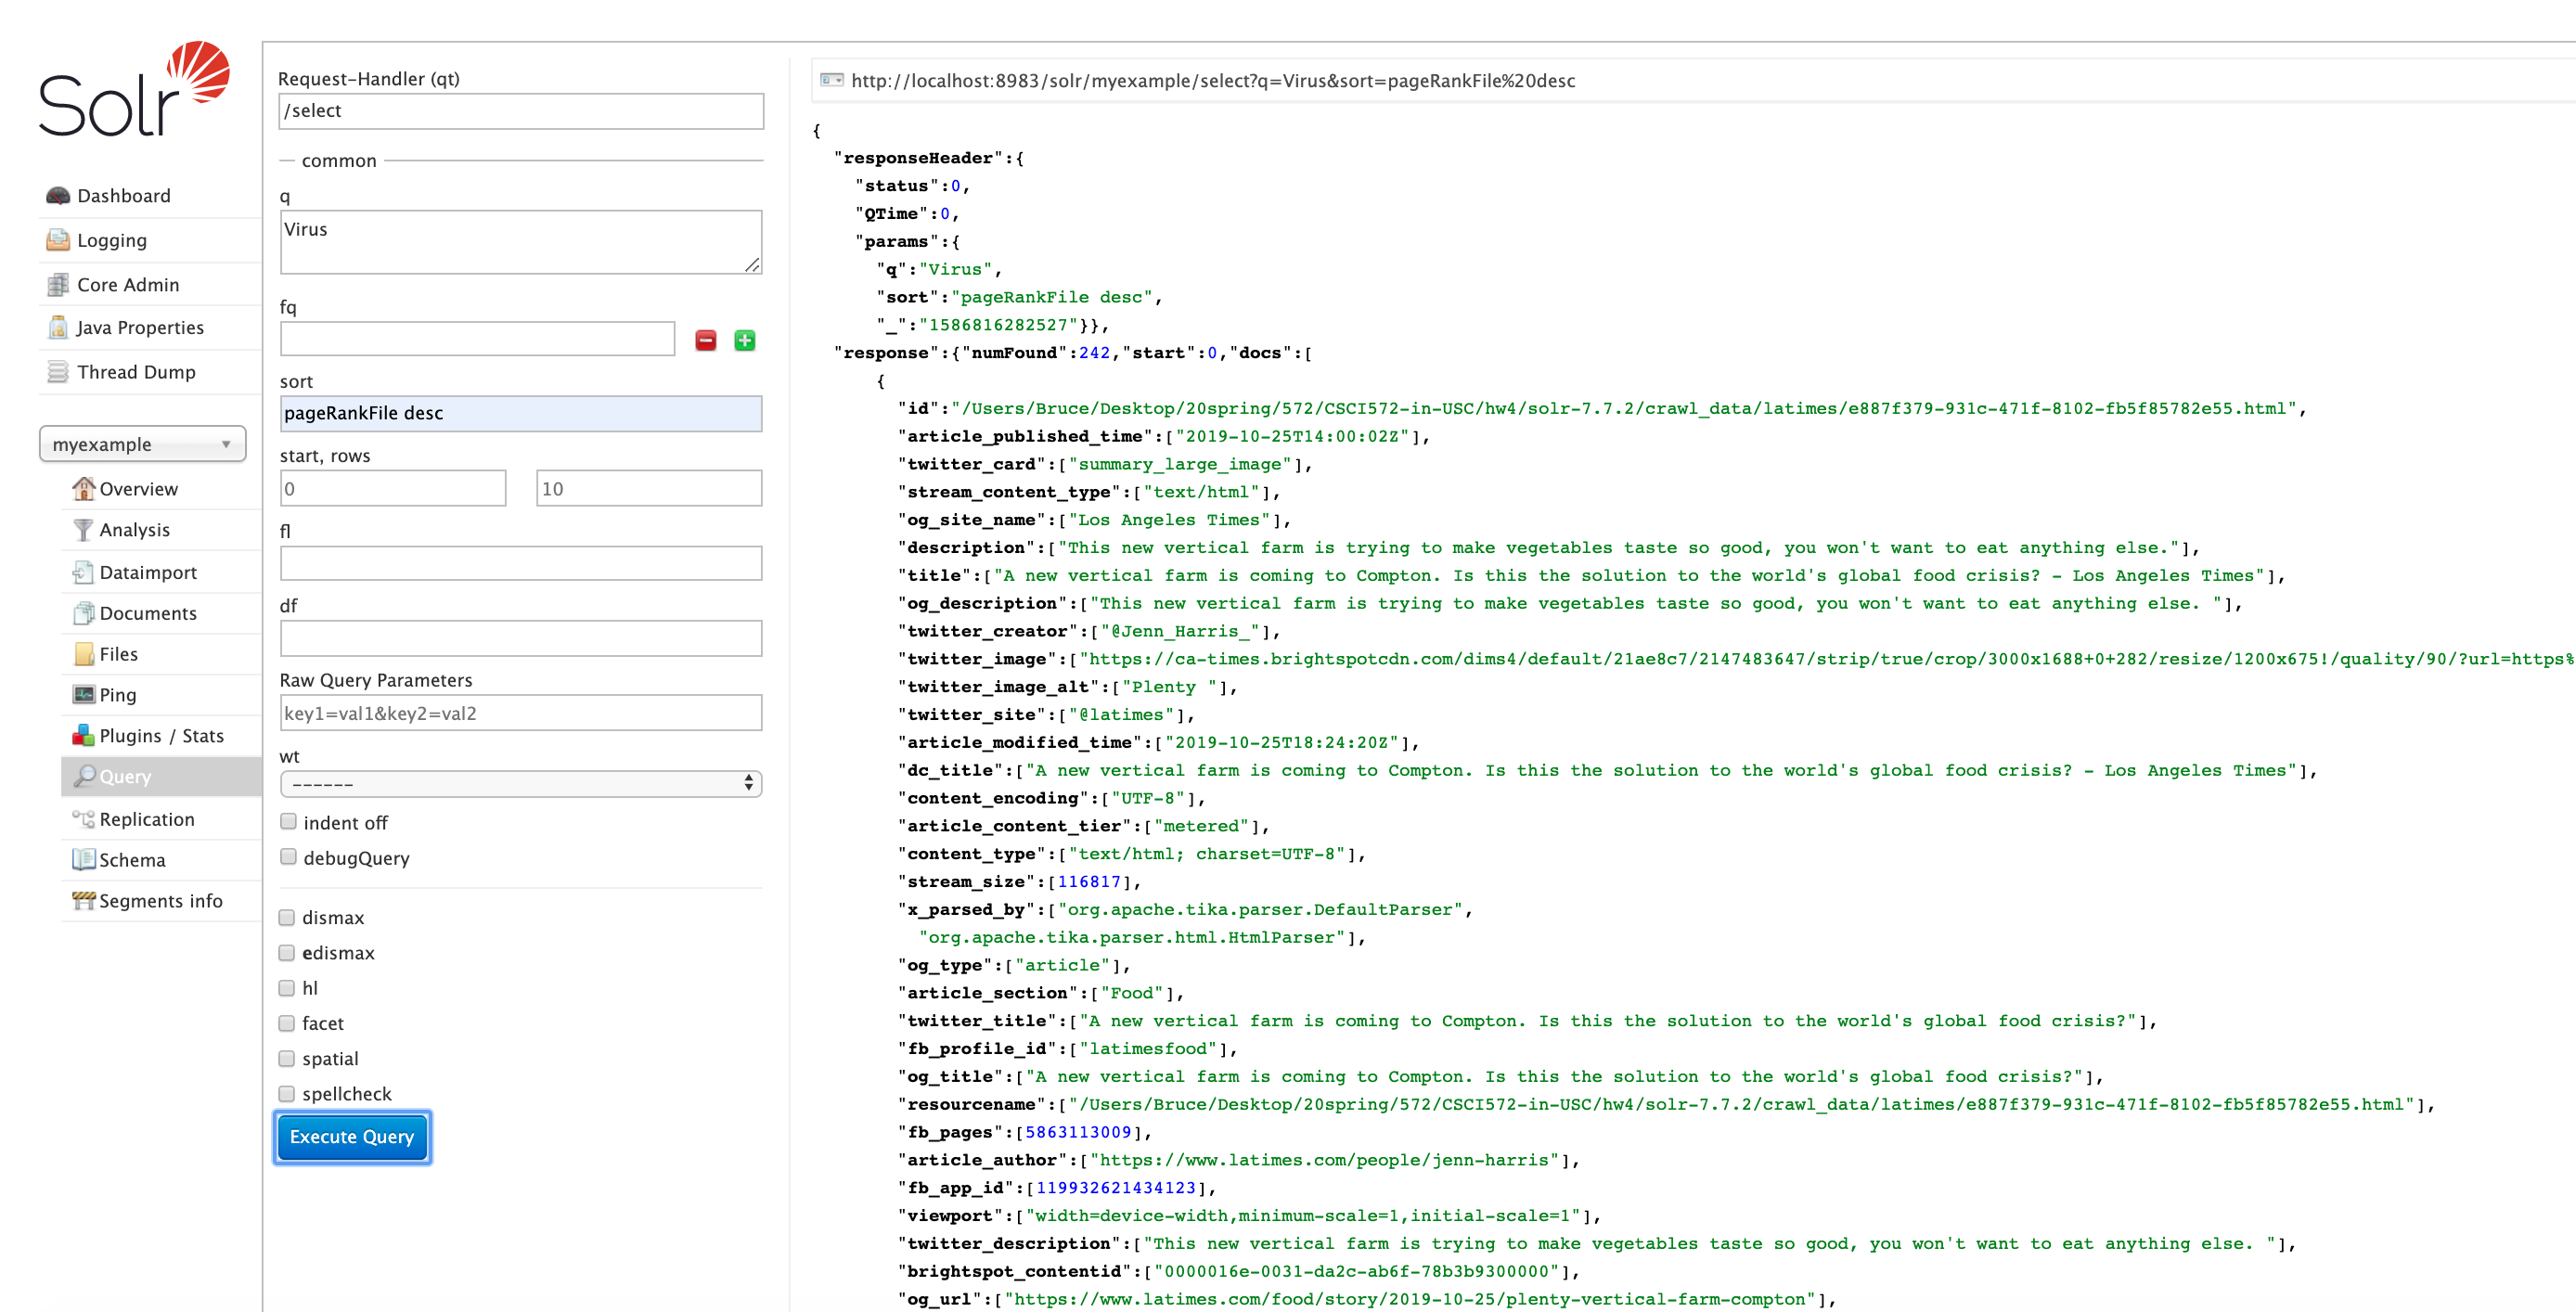 Solr
Dashboard
Logging
Core Admin
Java Properties
Thread Dump
myexample
Overview
Analysis
Dataimport
Documents
Files
Ping
Plugins / Stats
Query
Replication
Schema
Segments info
Request-Handler (qt)
/select
common
q
Virus
fq
sort
pageRankFile desc
start, rows
0 10
fl
df
Raw Query Parameters
key1=val1&key2=val2
wt
------
indent off
debugQuery
dismax
edismax
hl
facet
spatial
spellcheck
Execute Query
http://localhost:8983/solr/myexample/select?q=Virus&sort=pageRankFile%20desc
{
"responseHeader":{
"status":0,
"QTime":0,
"params":{
"q":"Virus",
"sort":"pageRankFile desc",
"_":"1586816282527"}},
"response":{"numFound":242,"start":0,"docs":[
{
"id":"/Users/Bruce/Desktop/20spring/572/CSCI572-in-USC/hw4/solr-7.7.2/crawl_data/latimes/e887f379-931c-471f-8102-fb5f85782e55.html",
"article_published_time":["2019-10-25T14:00:02Z"],
"twitter_card":["summary_large_image"],
"stream_content_type":["text/html"],
"og_site_name":["Los Angeles Times"],
"description":["This new vertical farm is trying to make vegetables taste so good, you won't want to eat anything else."],
"title":["A new vertical farm is coming to Compton. Is this the solution to the world's global food crisis? - Los Angeles Times"],
"og_description":["This new vertical farm is trying to make vegetables taste so good, you won't want to eat anything else. "],
"twitter_creator":["@Jenn_Harris_"],
"twitter_image":["https://ca-times.brightspotcdn.com/dims4/default/21ae8c7/2147483647/strip/true/crop/3000x1688+0+282/resize/1200x675!/quality/90/?url=https%
"twitter_image_alt":["Plenty "],
"twitter_site":["@latimes"],
"article_modified_time":["2019-10-25T18:24:20Z"],
"dc_title":["A new vertical farm is coming to Compton. Is this the solution to the world's global food crisis? - Los Angeles Times"],
"content_encoding":["UTF-8"],
"article_content_tier":["metered"],
"content_type":["text/html; charset=UTF-8"],
"stream_size":[116817],
"x_parsed_by":["org.apache.tika.parser.DefaultParser",
"org.apache.tika.parser.html.HtmlParser"],
"og_type":["article"],
"article_section":["Food"],
"twitter_title":["A new vertical farm is coming to Compton. Is this the solution to the world's global food crisis?"],
"fb_profile_id":["latimesfood"],
"og_title":["A new vertical farm is coming to Compton. Is this the solution to the world's global food crisis?"],
"resourcename":["/Users/Bruce/Desktop/20spring/572/CSCI572-in-USC/hw4/solr-7.7.2/crawl_data/latimes/e887f379-931c-471f-8102-fb5f85782e55.html"],
"fb_pages":[5863113009],
"article_author":["https://www.latimes.com/people/jenn-harris"],
"fb_app_id":[119932621434123],
"viewport":["width=device-width,minimum-scale=1,initial-scale=1"],
"twitter_description":["This new vertical farm is trying to make vegetables taste so good, you won't want to eat anything else. "],
"brightspot_contentid":["0000016e-0031-da2c-ab6f-78b3b9300000"],
"og_url":["https://www.latimes.com/food/story/2019-10-25/plenty-vertical-farm-compton"],